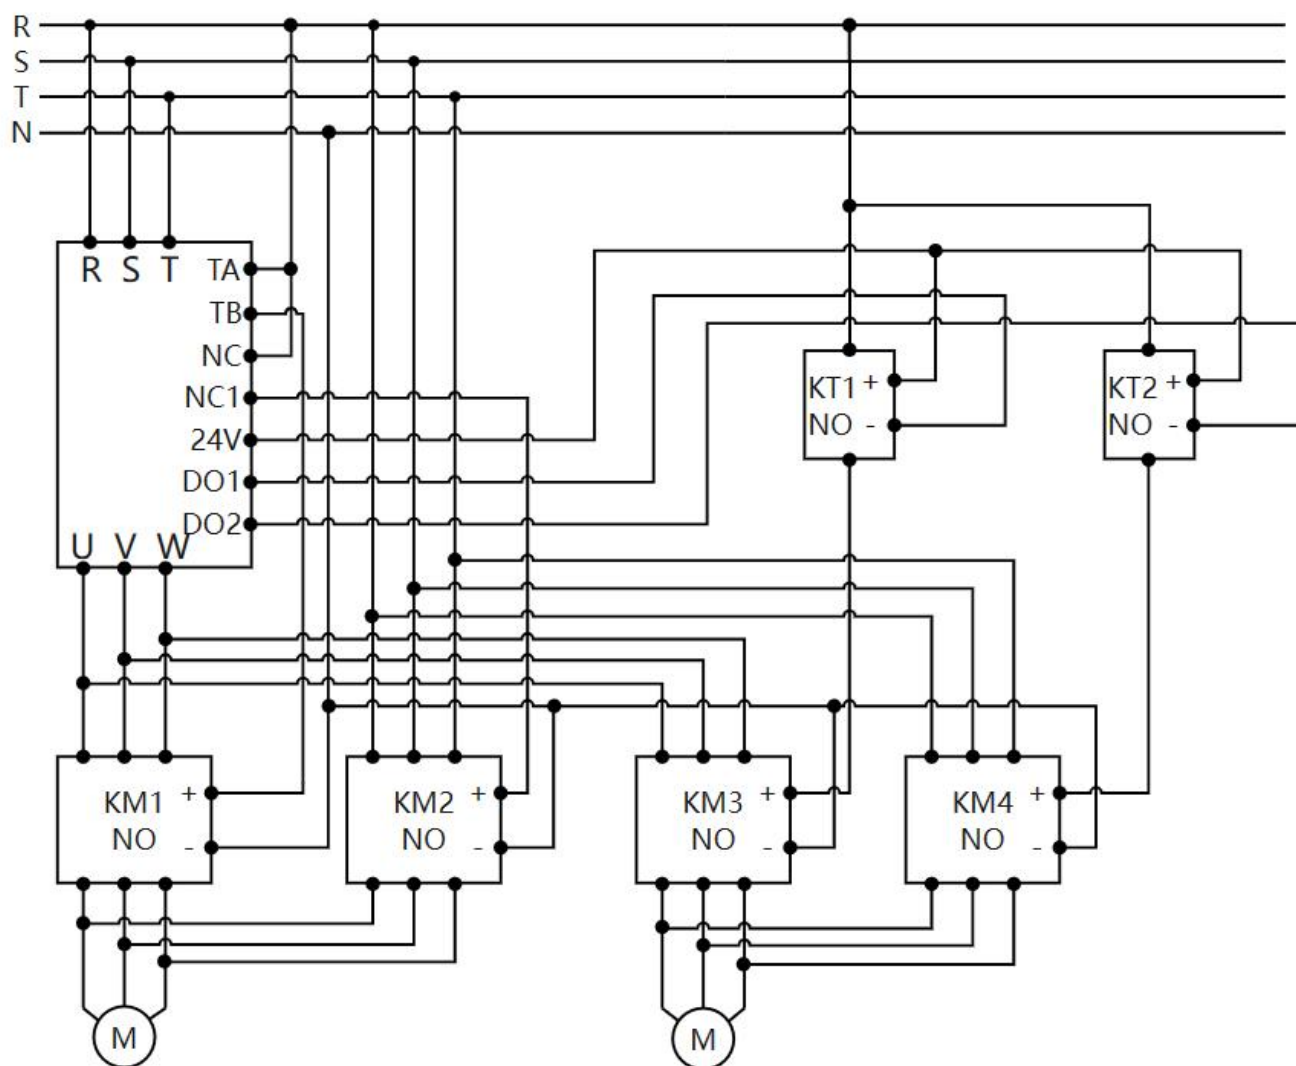 R
S
T
N
R S T
TA
TB
NC
NC1
24V
DO1
DO2
U V W
KT1 +
NO -
KT2 +
NO -
KM1 +
NO -
KM2 +
NO -
KM3 +
NO -
KM4 +
NO -
M
M